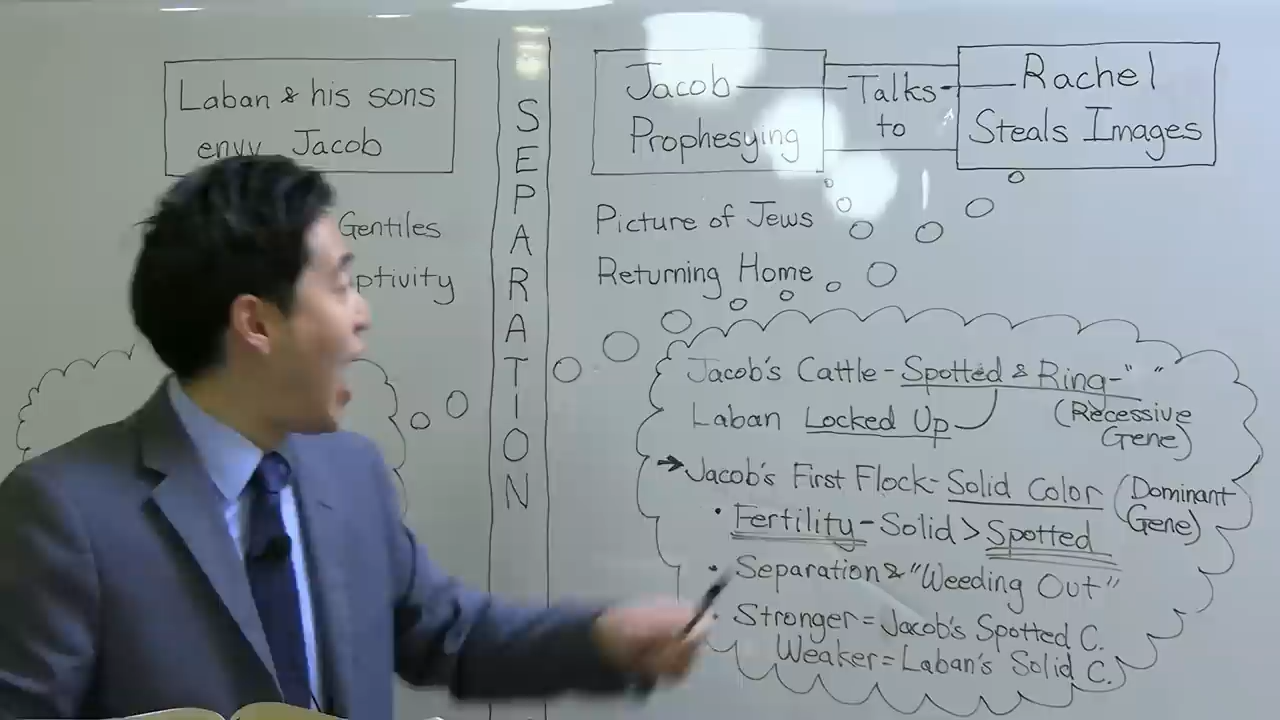 Laban & his sons
envy Jacob
Gentiles
SEPARATION
Jacob
Prophesying
Talks
to
Rachel
Steals Images
Picture of Jews
Returning Home
Jacob's Cattle - Spotted & Ring-" "
Laban Locked Up
(Recessive
Gene)
→Jacob's First Flock - Solid Color (Dominant
Gene)
• Fertility - Solid > Spotted
• Separation & "Weeding Out"
• Stronger = Jacob's Spotted C.
Weaker = Laban's Solid C.